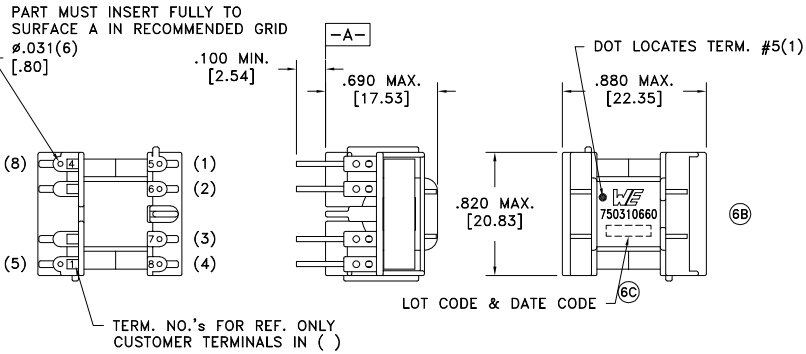 PART MUST INSERT FULLY TO
SURFACE A IN RECOMMENDED GRID
ø.031(6)
[.80]
-A-
.100 MIN.
[2.54]
.690 MAX.
[17.53]
DOT LOCATES TERM. #5(1)
.880 MAX.
[22.35]
(8)
4
5
(1)
6
(2)
7
(3)
(5)
1
8
(4)
.820 MAX.
[20.83]
WE
750310660
6B
LOT CODE & DATE CODE
6C
TERM. NO.'s FOR REF. ONLY
CUSTOMER TERMINALS IN ( )